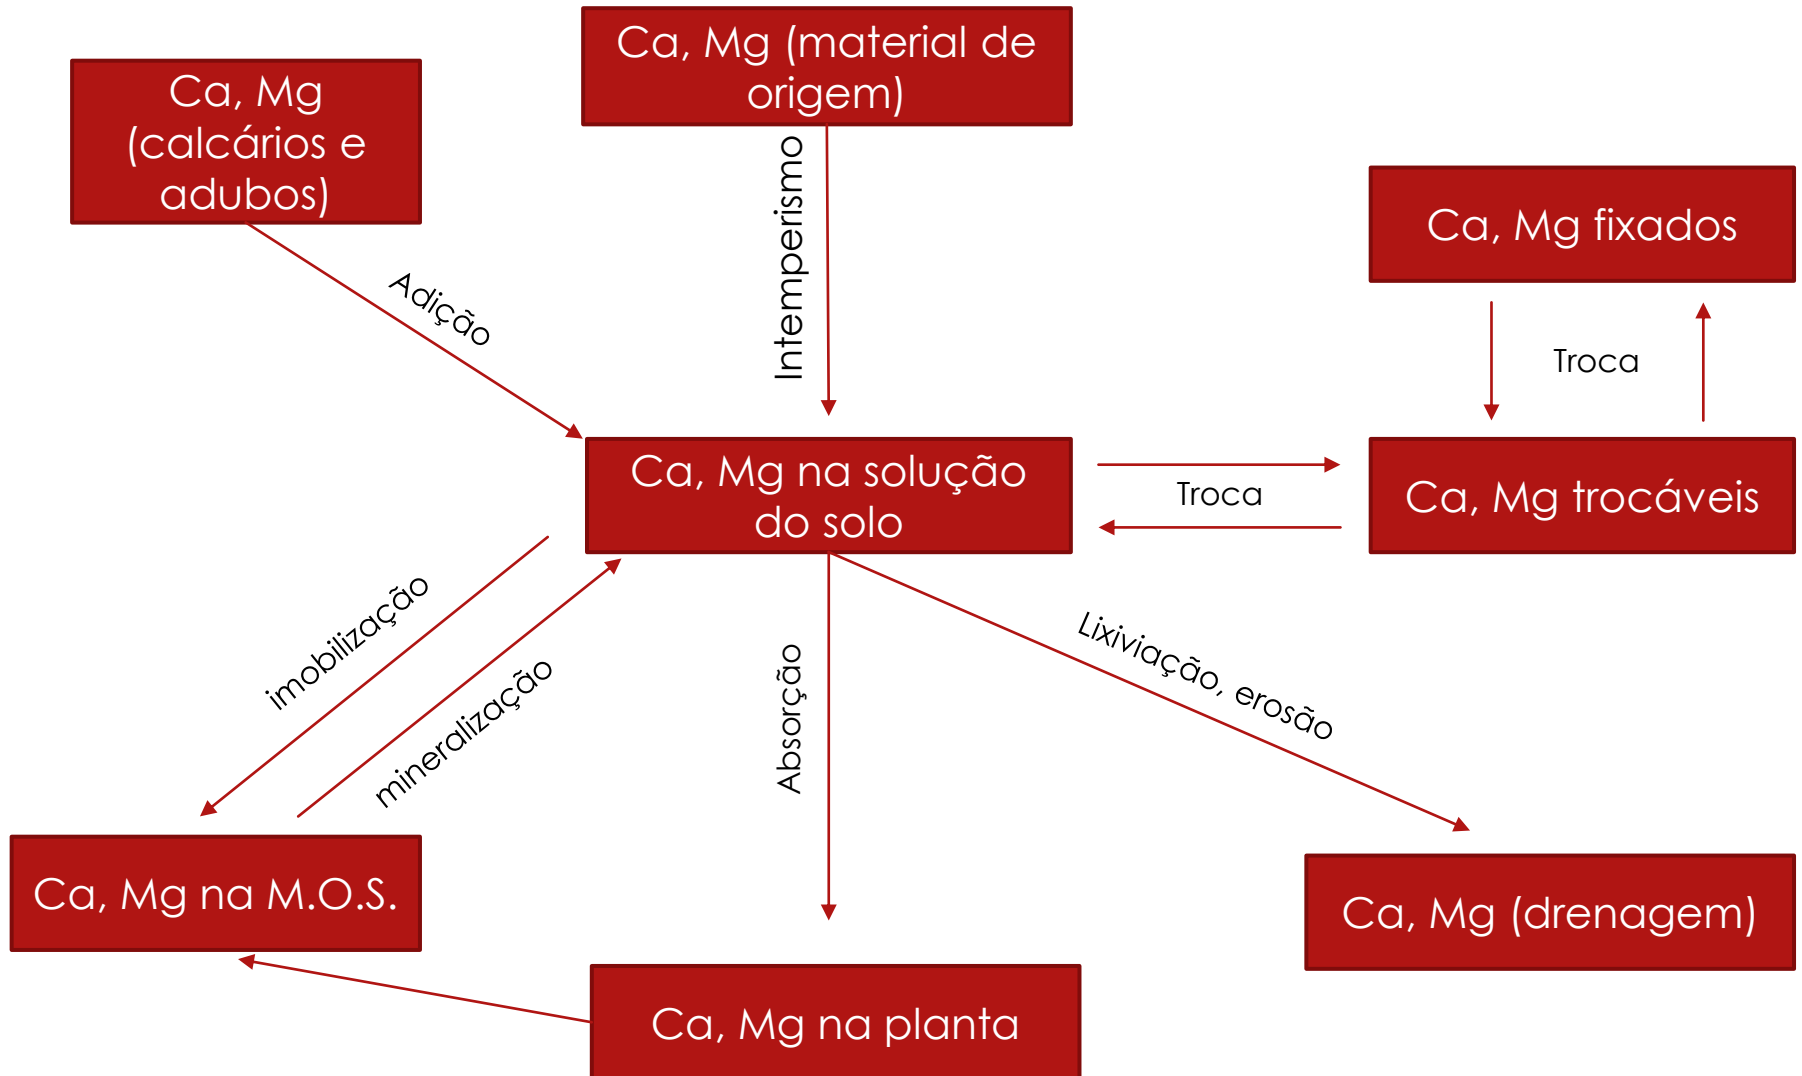 Ca, Mg (material de
origem)
Ca, Mg
(calcários e
adubos)
Intemperismo
Adição
Ca, Mg fixados
Troca
Ca, Mg na solução
do solo
Troca
Ca, Mg trocáveis
imobilização
mineralização
Absorção
Lixiviação, erosão
Ca, Mg na M.O.S.
Ca, Mg (drenagem)
Ca, Mg na planta